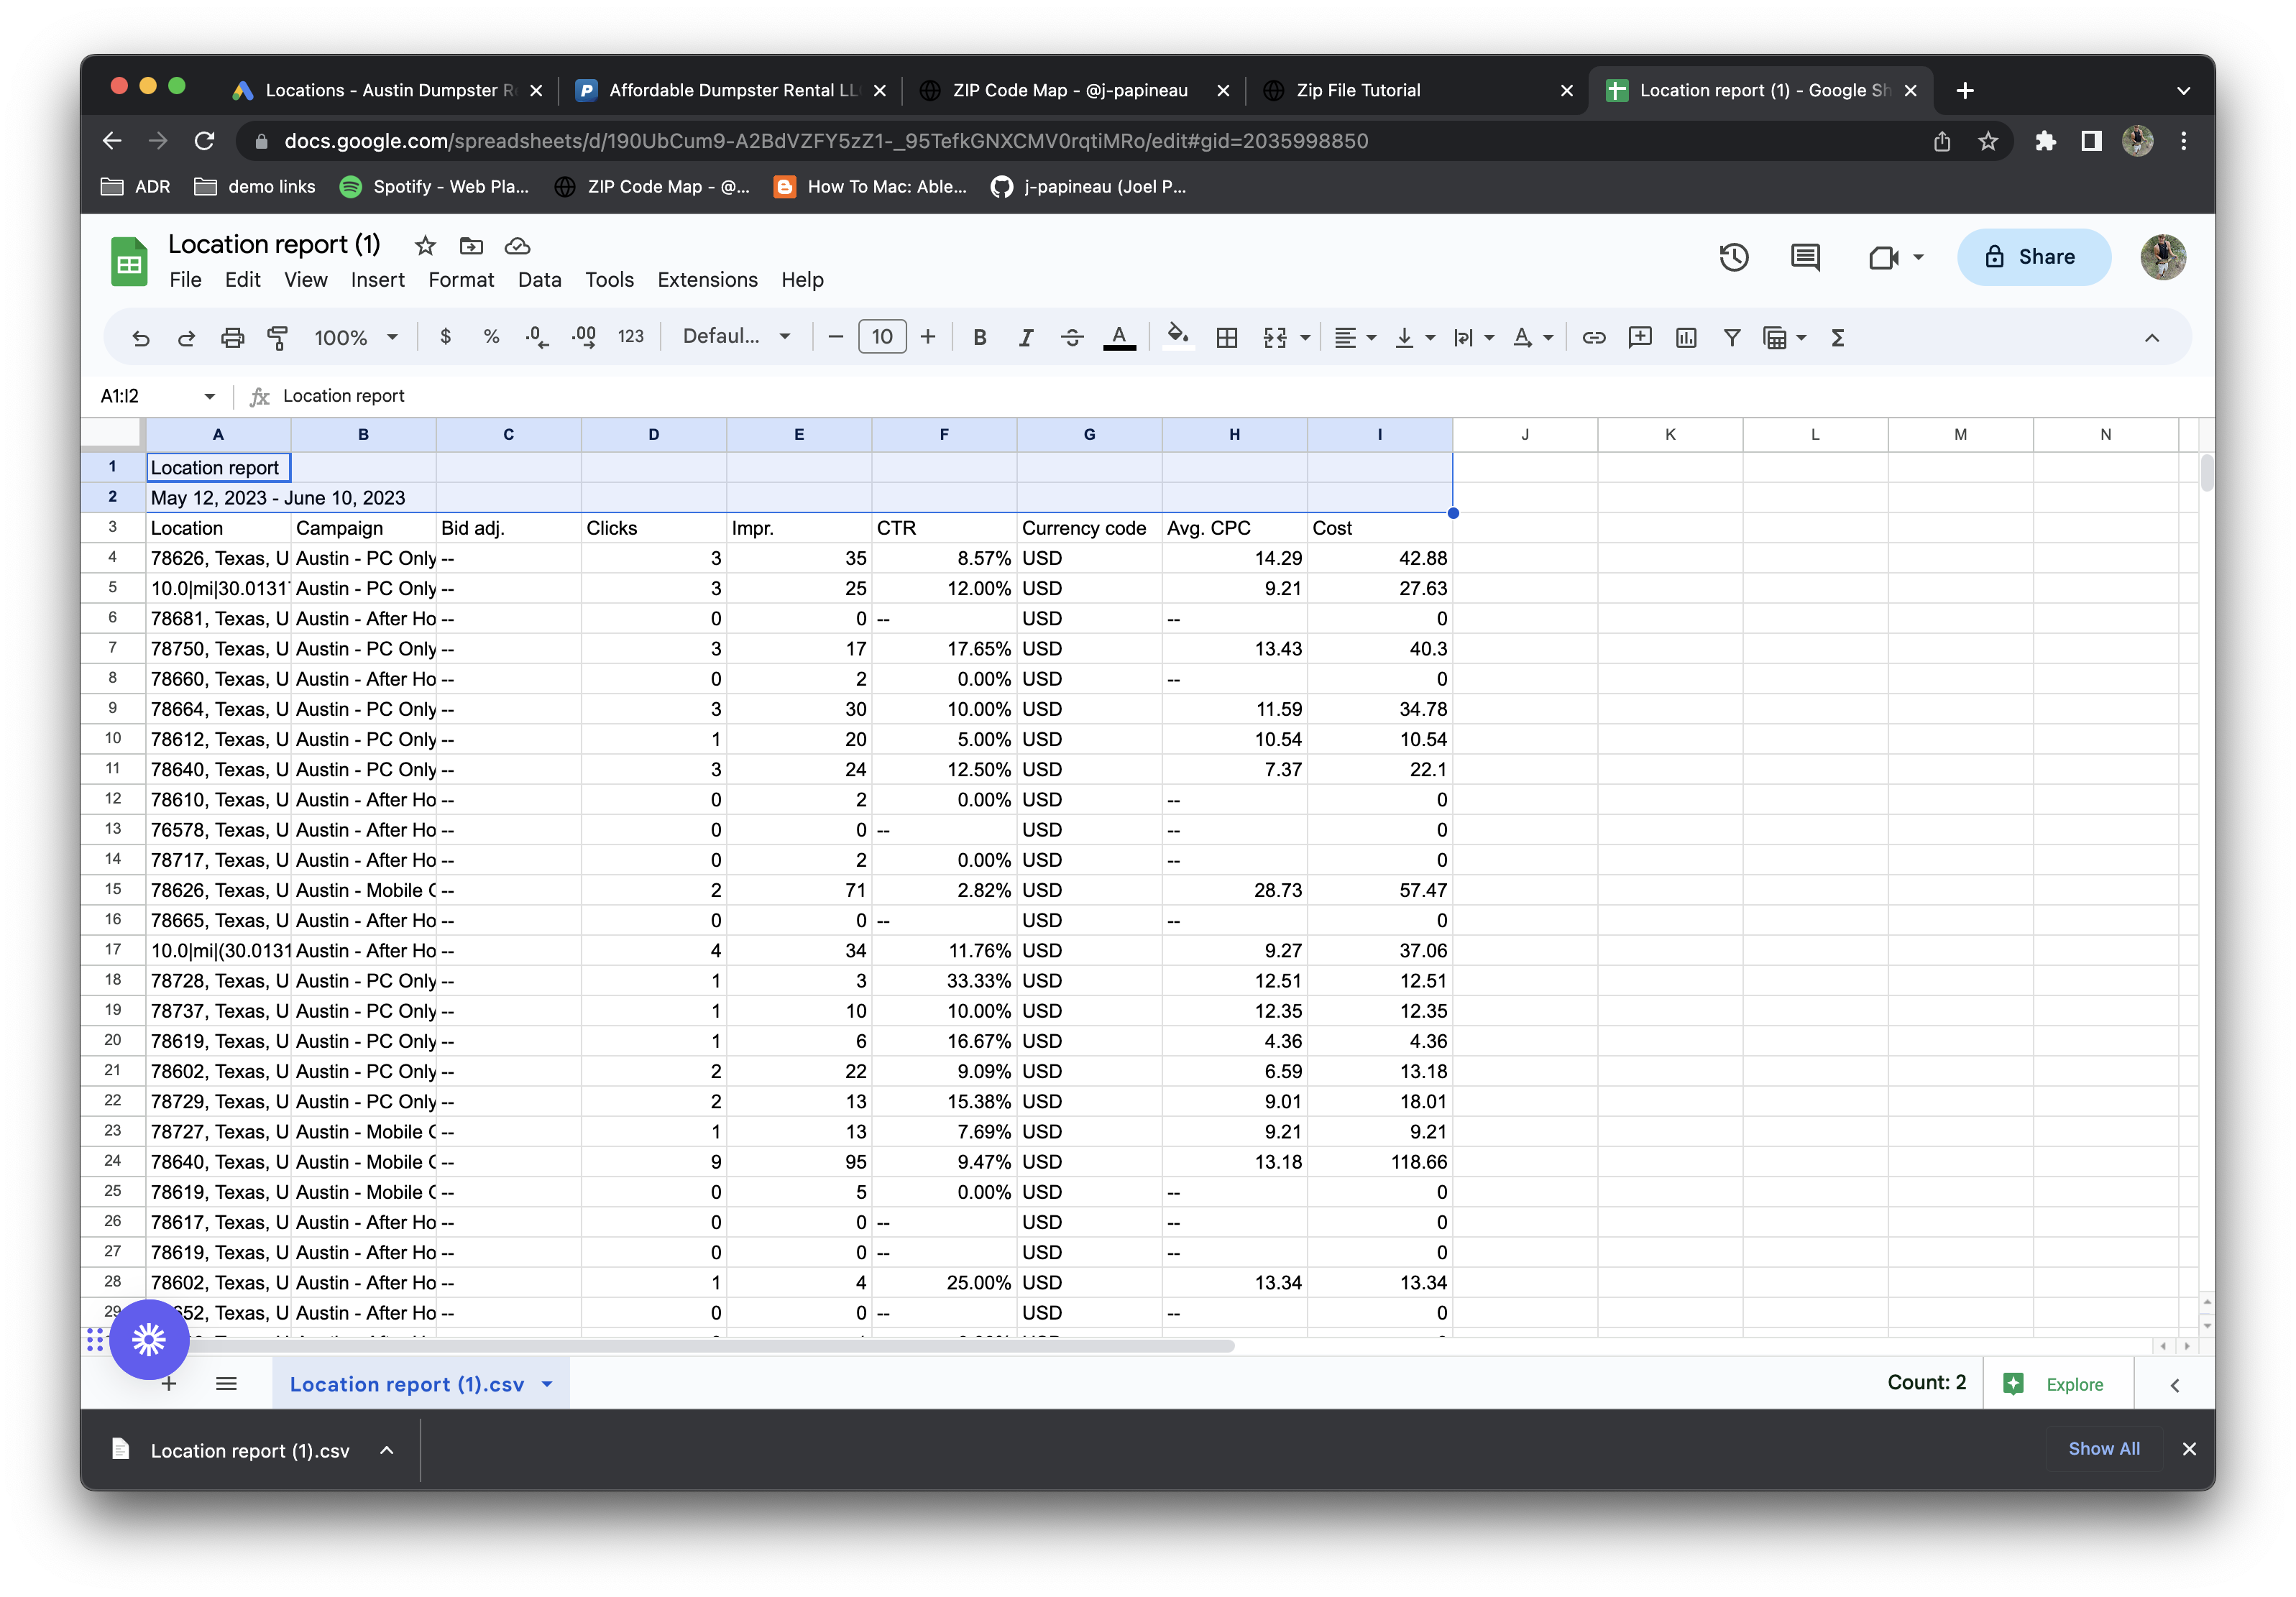 Locations - Austin Dumpster R
Affordable Dumpster Rental LL
ZIP Code Map - @j-papineau
Zip File Tutorial
Location report (1) - Google Sh
docs.google.com/spreadsheets/d/190UbCum9-A2BdVZFY5zZ1-_95TefkGNXCMV0rqtiMRo/edit#gid=2035998850
ADR demo links Spotify - Web Pla... ZIP Code Map - @... How To Mac: Able... j-papineau (Joel P...
Location report (1)
File Edit View Insert Format Data Tools Extensions Help
Share
100% $ % .0 .00 123 Defaul... 10 B I A
A1:I2 fx Location report
A B C D E F G H I J K L M N
1 Location report
2 May 12, 2023 - June 10, 2023
3 Location Campaign Bid adj. Clicks Impr. CTR Currency code Avg. CPC Cost
4 78626, Texas, U Austin - PC Only -- 3 35 8.57% USD 14.29 42.88
5 10.0|mi|30.0131 Austin - PC Only -- 3 25 12.00% USD 9.21 27.63
6 78681, Texas, U Austin - After Ho -- 0 0 -- USD -- 0
7 78750, Texas, U Austin - PC Only -- 3 17 17.65% USD 13.43 40.3
8 78660, Texas, U Austin - After Ho -- 0 2 0.00% USD -- 0
9 78664, Texas, U Austin - PC Only -- 3 30 10.00% USD 11.59 34.78
10 78612, Texas, U Austin - PC Only -- 1 20 5.00% USD 10.54 10.54
11 78640, Texas, U Austin - PC Only -- 3 24 12.50% USD 7.37 22.1
12 78610, Texas, U Austin - After Ho -- 0 2 0.00% USD -- 0
13 76578, Texas, U Austin - After Ho -- 0 0 -- USD -- 0
14 78717, Texas, U Austin - After Ho -- 0 2 0.00% USD -- 0
15 78626, Texas, U Austin - Mobile -- 2 71 2.82% USD 28.73 57.47
16 78665, Texas, U Austin - After Ho -- 0 0 -- USD -- 0
17 10.0|mi|(30.0131 Austin - After Ho -- 4 34 11.76% USD 9.27 37.06
18 78728, Texas, U Austin - PC Only -- 1 3 33.33% USD 12.51 12.51
19 78737, Texas, U Austin - PC Only -- 1 10 10.00% USD 12.35 12.35
20 78619, Texas, U Austin - PC Only -- 1 6 16.67% USD 4.36 4.36
21 78602, Texas, U Austin - PC Only -- 2 22 9.09% USD 6.59 13.18
22 78729, Texas, U Austin - PC Only -- 2 13 15.38% USD 9.01 18.01
23 78727, Texas, U Austin - Mobile -- 1 13 7.69% USD 9.21 9.21
24 78640, Texas, U Austin - Mobile -- 9 95 9.47% USD 13.18 118.66
25 78619, Texas, U Austin - Mobile -- 0 5 0.00% USD -- 0
26 78617, Texas, U Austin - After Ho -- 0 0 -- USD -- 0
27 78619, Texas, U Austin - After Ho -- 0 0 -- USD -- 0
28 78602, Texas, U Austin - After Ho -- 1 4 25.00% USD 13.34 13.34
29 652, Texas, U Austin - After Ho -- 0 0 -- USD -- 0
Location report (1).csv
Count: 2
Explore
Location report (1).csv
Show All